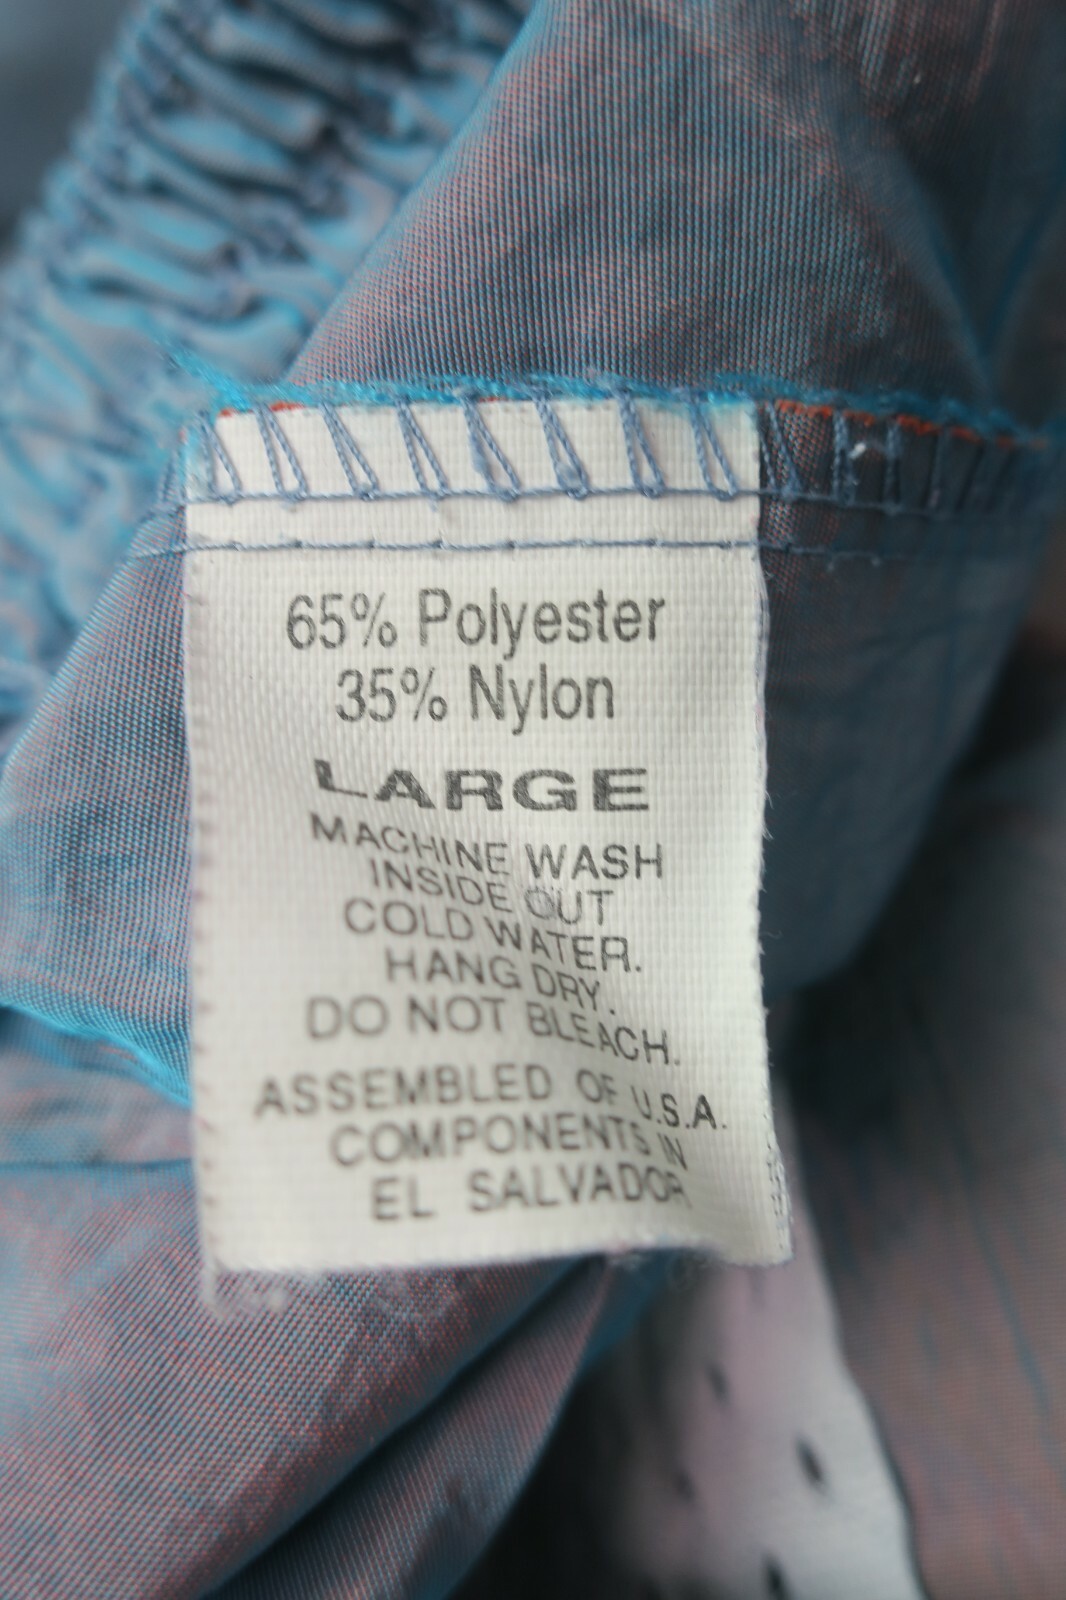 65% Polyester
35% Nylon
LARGE
MACHINE WASH
INSIDE OUT
COLD WATER.
HANG DRY.
DO NOT BLEACH.
ASSEMBLED OF U.S.A.
COMPONENTS IN
EL SALVADOR